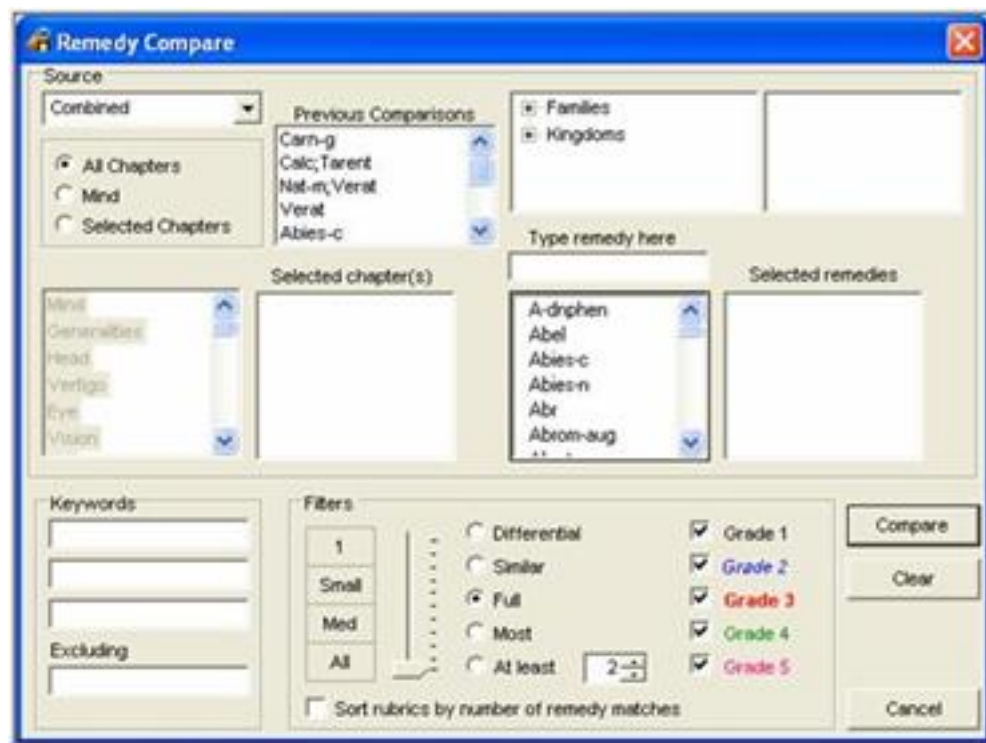 Remedy Compare
Source
Combined
Previous Comparisons
Carn-g
Calc;Tarent
Nat-m;Verat
Verat
Abies-c
Families
Kingdoms
All Chapters
Mind
Selected Chapters
Type remedy here
Selected chapter(s)
Selected remedies
Mind
Generalities
Head
Vertigo
Eye
Vision
A-dnphen
Abel
Abies-c
Abies-n
Abr
Abrom-aug
Keywords
Excluding
Filters
1
Small
Med
All
Differential
Similar
Full
Most
At least 2
Grade 1
Grade 2
Grade 3
Grade 4
Grade 5
Sort rubrics by number of remedy matches
Compare
Clear
Cancel